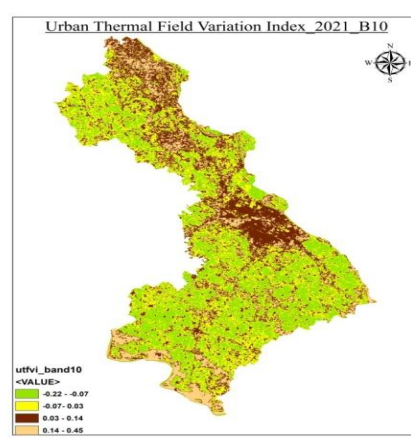 Urban Thermal Field Variation Index_2021_B10
N
W E
S
utfvi_band10
<VALUE>
-0.22 - -0.07
-0.07- 0.03
0.03 - 0.14
0.14 - 0.45